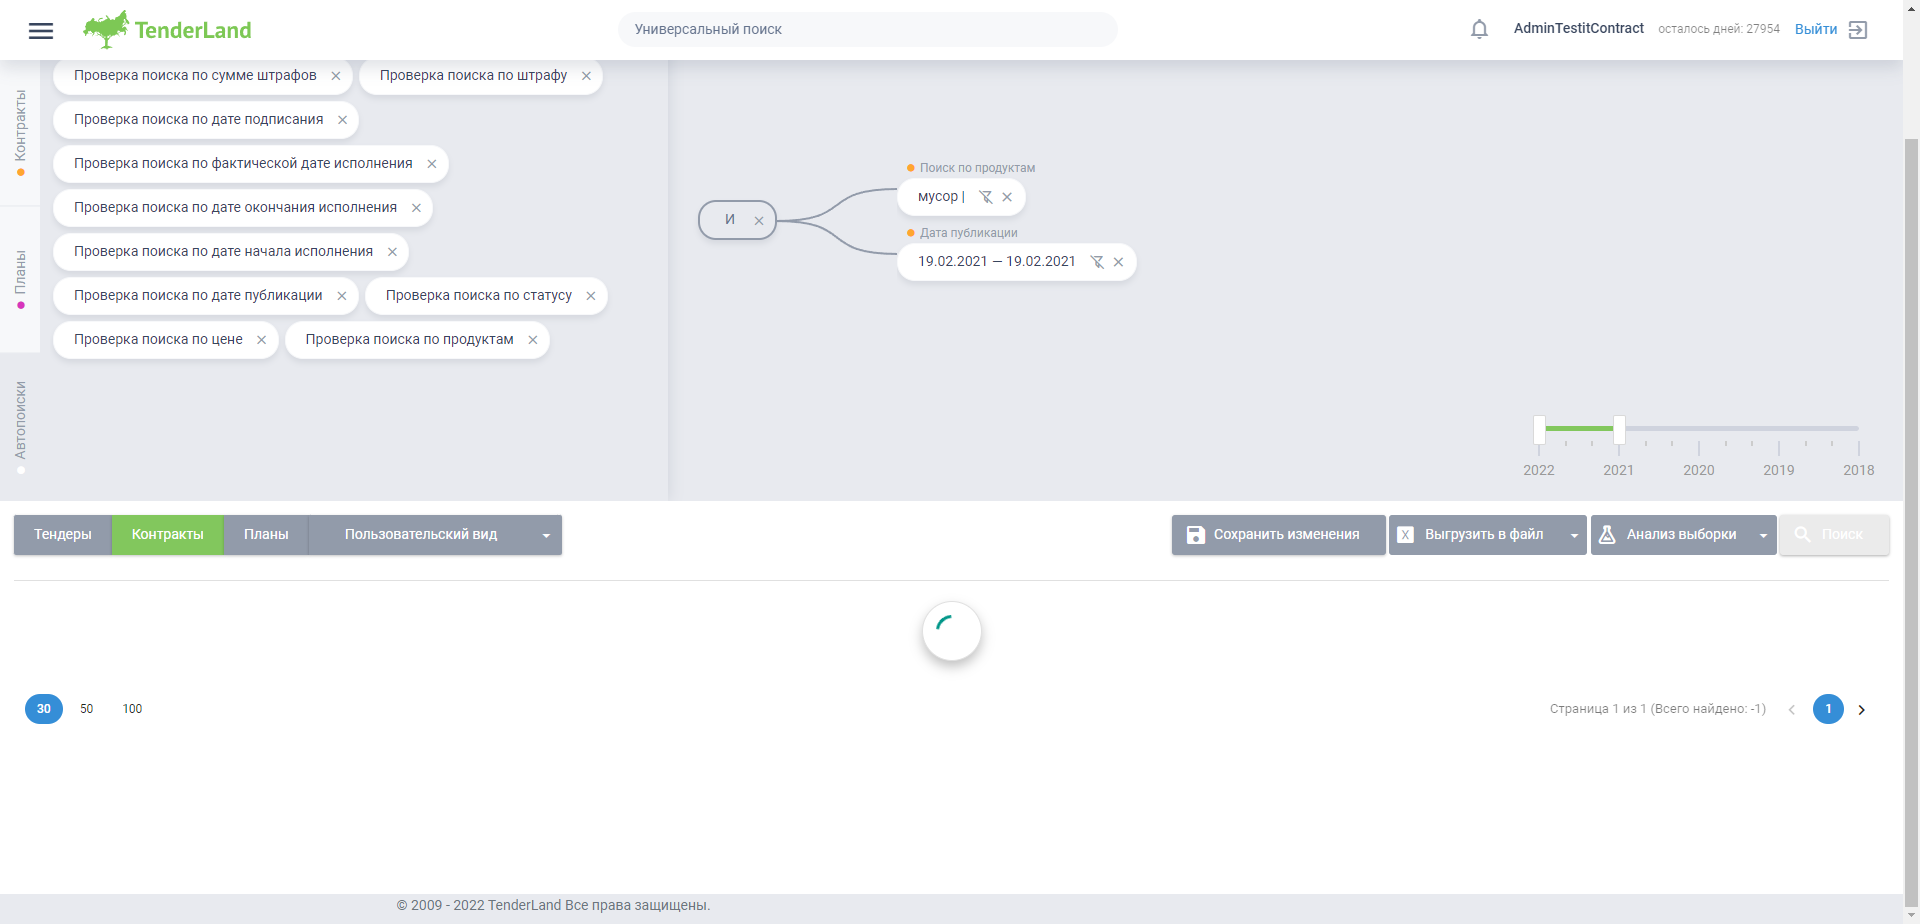 TenderLand
Универсальный поиск
AdminTestitContract
осталось дней: 27954
Выйти
Контракты
Планы
Автопоиски
Проверка поиска по сумме штрафов
Проверка поиска по штрафу
Проверка поиска по дате подписания
Проверка поиска по фактической дате исполнения
Проверка поиска по дате окончания исполнения
Проверка поиска по дате начала исполнения
Проверка поиска по дате публикации
Проверка поиска по статусу
Проверка поиска по цене
Проверка поиска по продуктам
И
Поиск по продуктам
мусор |
Дата публикации
19.02.2021 — 19.02.2021
2022 2021 2020 2019 2018
Тендеры
Контракты
Планы
Пользовательский вид
Сохранить изменения
X Выгрузить в файл
Анализ выборки
Поиск
30 50 100
Страница 1 из 1 (Всего найдено: -1)
1
© 2009 - 2022 TenderLand Все права защищены.